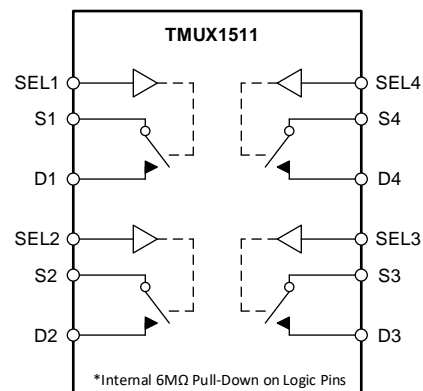 TMUX1511
SEL1
SEL4
S1
S4
D1
D4
SEL2
SEL3
S2
S3
D2
D3
*Internal 6MΩ Pull-Down on Logic Pins